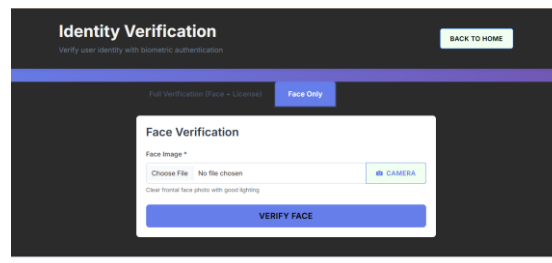 Identity Verification
Verify user identity with biometric authentication
BACK TO HOME
Full Verification (Face + License)
Face Only
Face Verification
Face Image *
Choose File No file chosen
CAMERA
Clear frontal face photo with good lighting
VERIFY FACE